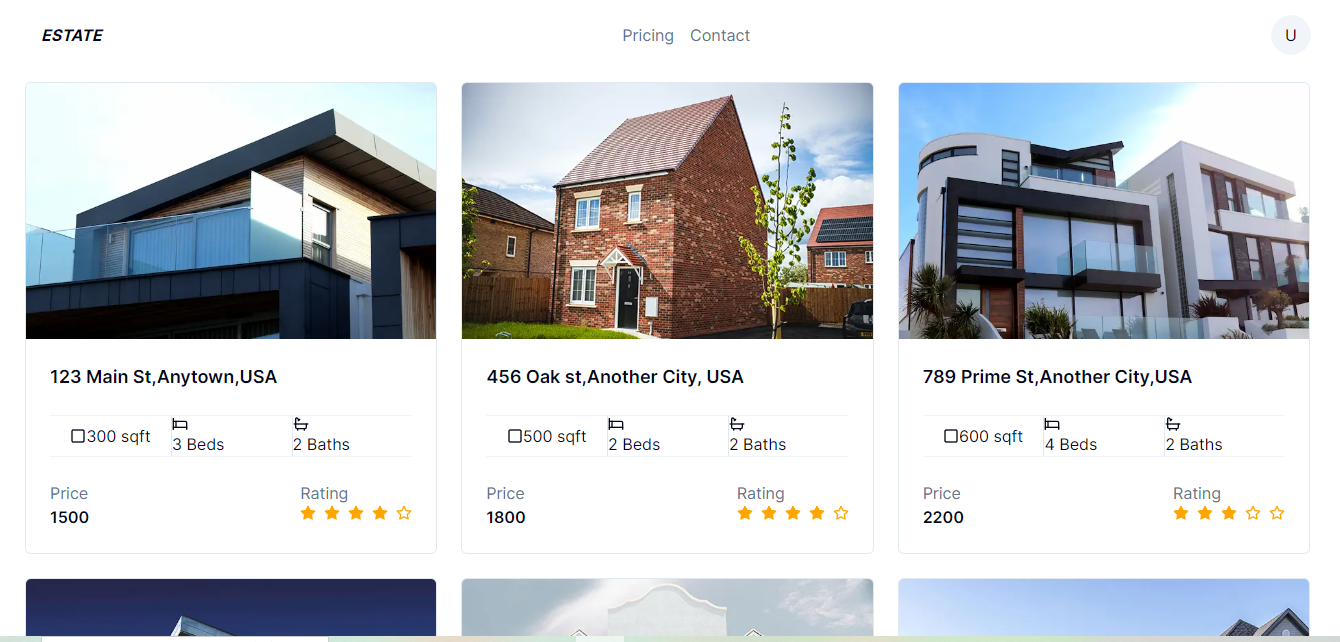 ESTATE
Pricing Contact
U
123 Main St,Anytown,USA
300 sqft
3 Beds
2 Baths
Price
1500
Rating
456 Oak st,Another City, USA
500 sqft
2 Beds
2 Baths
Price
1800
Rating
789 Prime St,Another City,USA
600 sqft
4 Beds
2 Baths
Price
2200
Rating